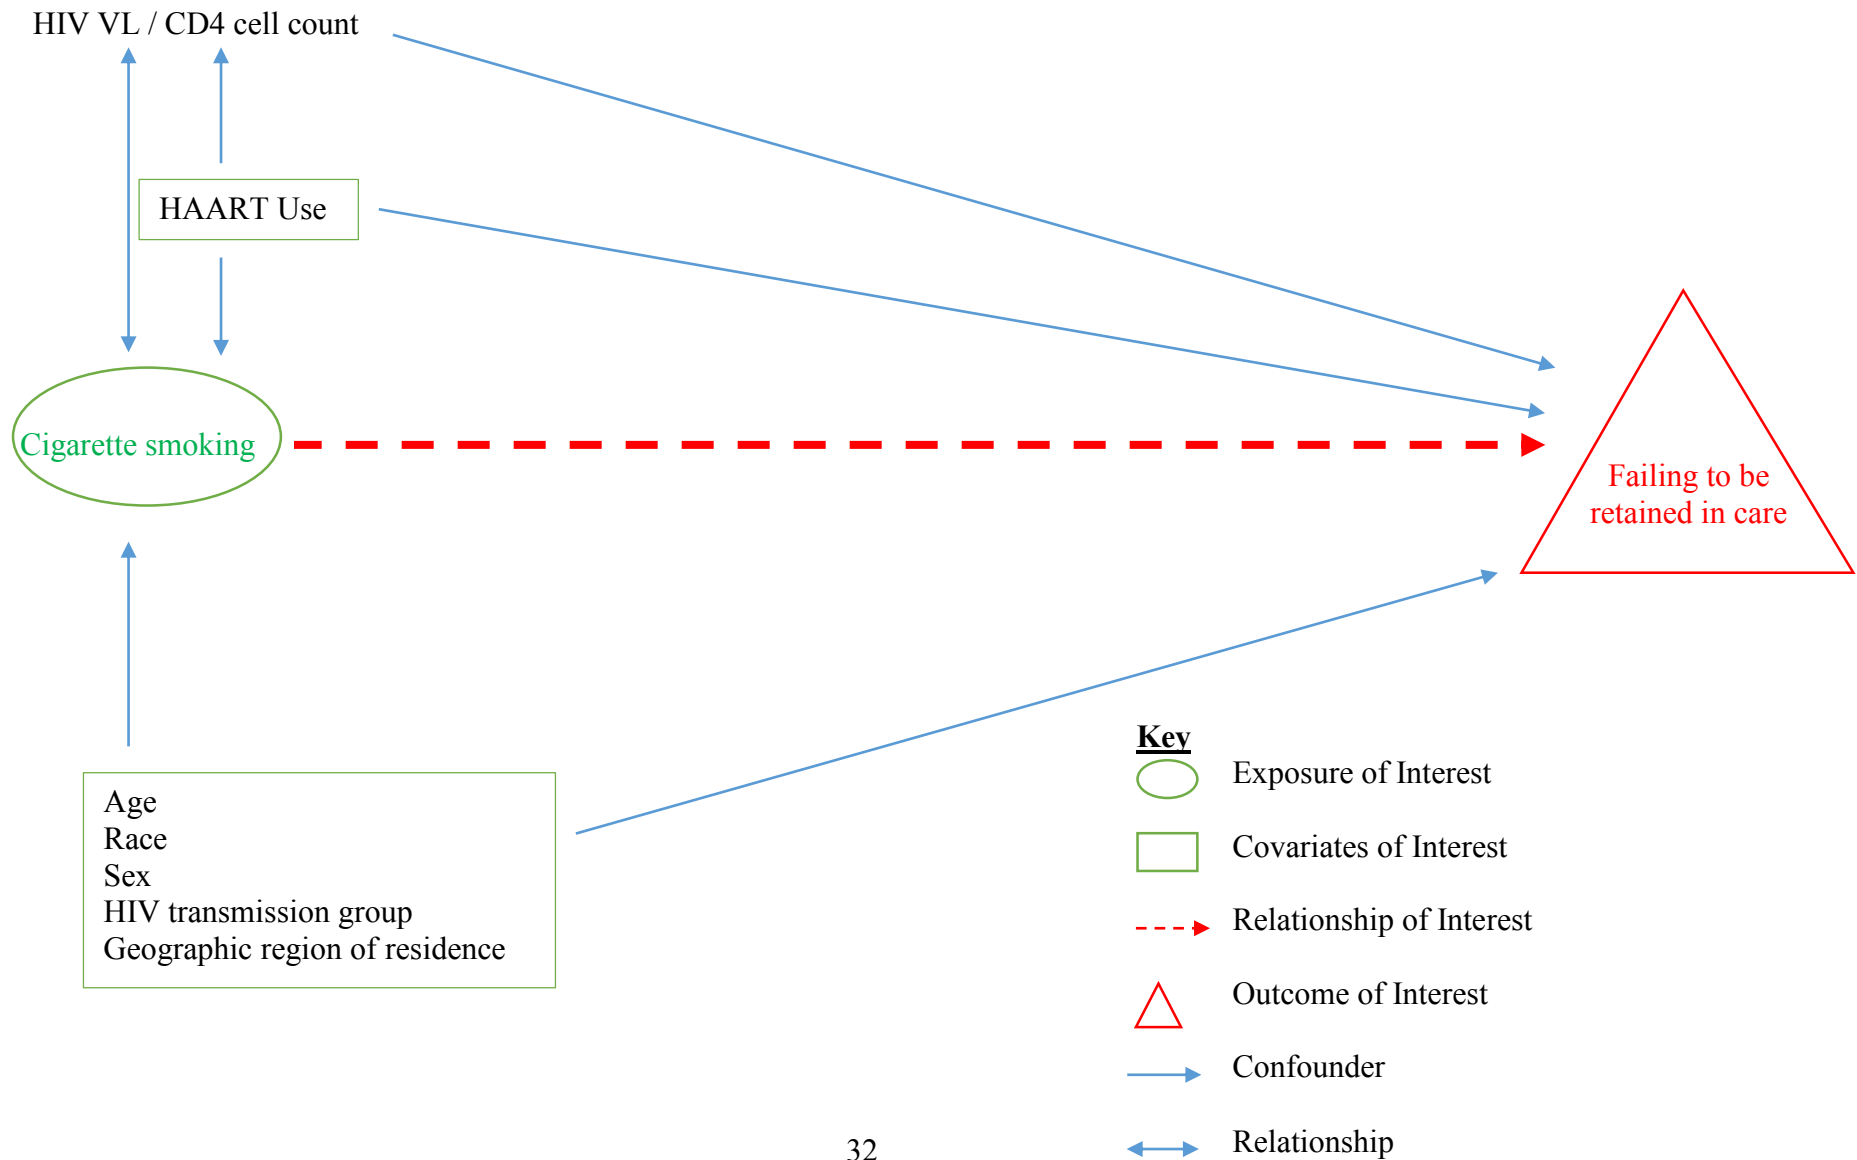 HIV VL / CD4 cell count
HAART Use
Cigarette smoking
Failing to be
retained in care
Age
Race
Sex
HIV transmission group
Geographic region of residence
Key
Exposure of Interest
Covariates of Interest
Relationship of Interest
Outcome of Interest
Confounder
Relationship
32